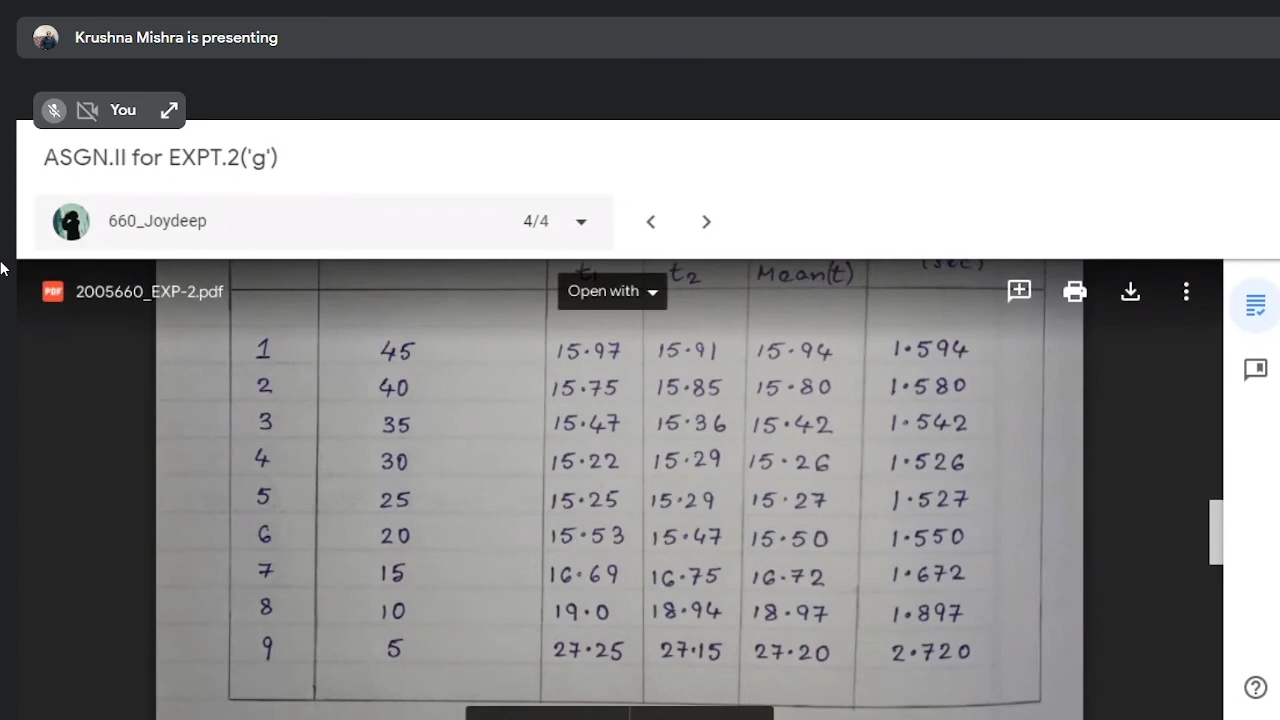 Krushna Mishra is presenting
You
ASGN.II for EXPT.2('g')
660_Joydeep 4/4
PDF 2005660_EXP-2.pdf
Open with
t1 t2 Mean(t) (sec)
1 45 15.97 15.91 15.94 1.594
2 40 15.75 15.85 15.80 1.580
3 35 15.47 15.36 15.42 1.542
4 30 15.22 15.29 15.26 1.526
5 25 15.25 15.29 15.27 1.527
6 20 15.53 15.47 15.50 1.550
7 15 16.69 16.75 16.72 1.672
8 10 19.0 18.94 18.97 1.897
9 5 27.25 27.15 27.20 2.720